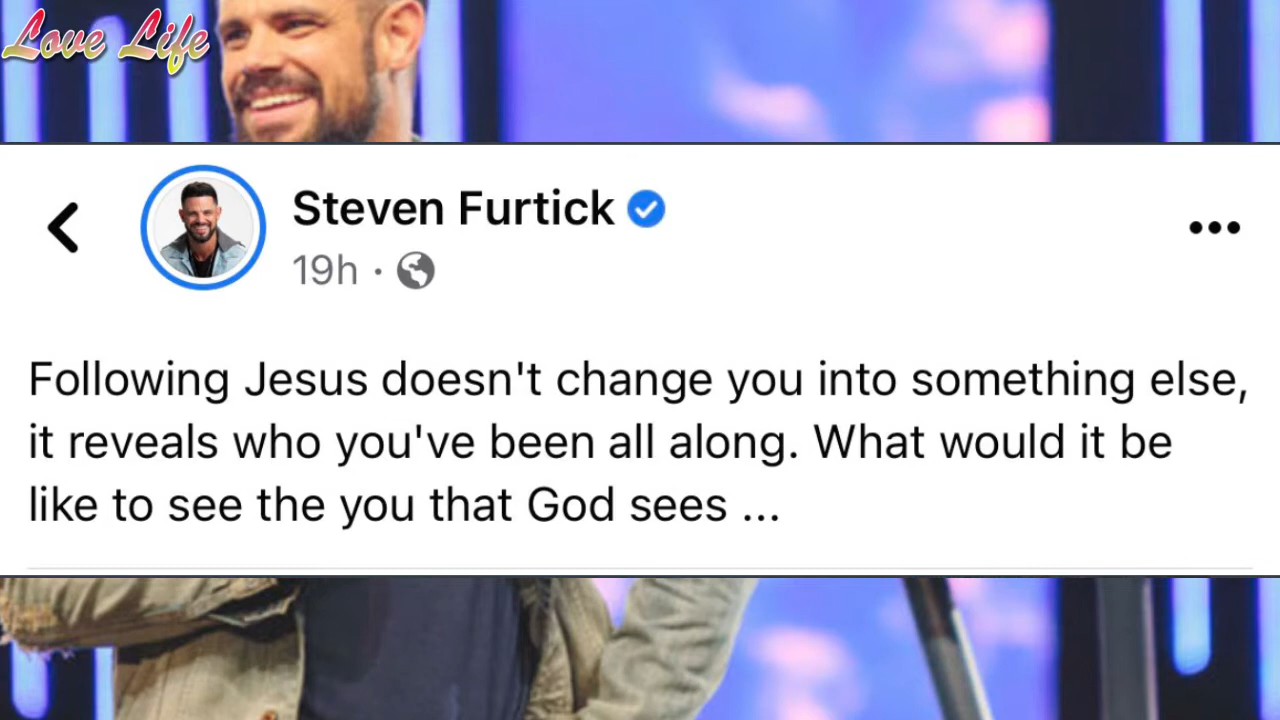 Love Life
Steven Furtick
19h ·
Following Jesus doesn't change you into something else,
it reveals who you've been all along. What would it be
like to see the you that God sees ...